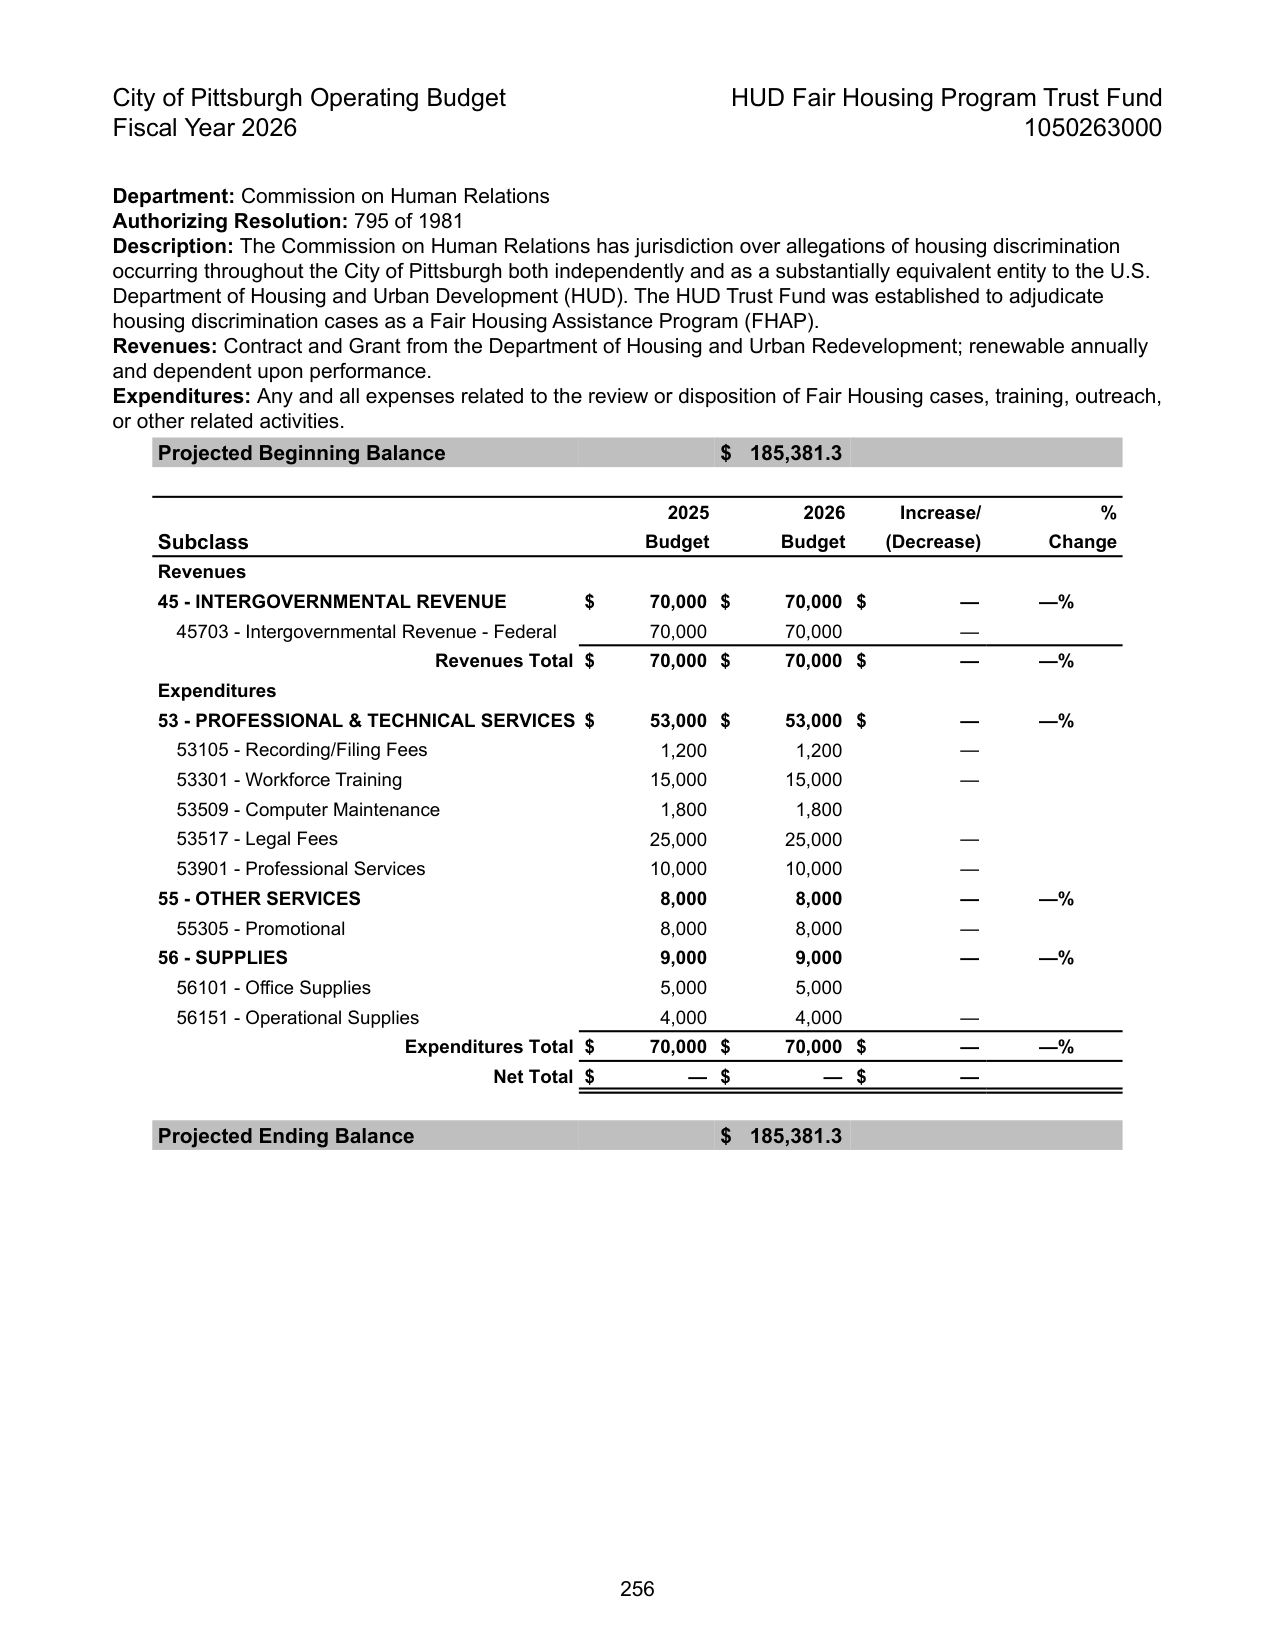 City of Pittsburgh Operating Budget HUD Fair Housing Program Trust Fund
Fiscal Year 2026 1050263000
Department: Commission on Human Relations
Authorizing Resolution: 795 of 1981
Description: The Commission on Human Relations has jurisdiction over allegations of housing discrimination
occurring throughout the City of Pittsburgh both independently and as a substantially equivalent entity to the U.S.
Department of Housing and Urban Development (HUD). The HUD Trust Fund was established to adjudicate
housing discrimination cases as a Fair Housing Assistance Program (FHAP).
Revenues: Contract and Grant from the Department of Housing and Urban Redevelopment; renewable annually
and dependent upon performance.
Expenditures: Any and all expenses related to the review or disposition of Fair Housing cases, training, outreach,
or other related activities.
Projected Beginning Balance $ 185,381.3
2025 2026 Increase/ %
Subclass Budget Budget (Decrease) Change
Revenues
45 - INTERGOVERNMENTAL REVENUE $ 70,000 $ 70,000 $ — —%
45703 - Intergovernmental Revenue - Federal 70,000 70,000 —
Revenues Total $ 70,000 $ 70,000 $ — —%
Expenditures
53 - PROFESSIONAL & TECHNICAL SERVICES $ 53,000 $ 53,000 $ — —%
53105 - Recording/Filing Fees 1,200 1,200 —
53301 - Workforce Training 15,000 15,000 —
53509 - Computer Maintenance 1,800 1,800
53517 - Legal Fees 25,000 25,000 —
53901 - Professional Services 10,000 10,000 —
55 - OTHER SERVICES 8,000 8,000 — —%
55305 - Promotional 8,000 8,000 —
56 - SUPPLIES 9,000 9,000 — —%
56101 - Office Supplies 5,000 5,000
56151 - Operational Supplies 4,000 4,000 —
Expenditures Total $ 70,000 $ 70,000 $ — —%
Net Total $ — $ — $ —
Projected Ending Balance $ 185,381.3
256